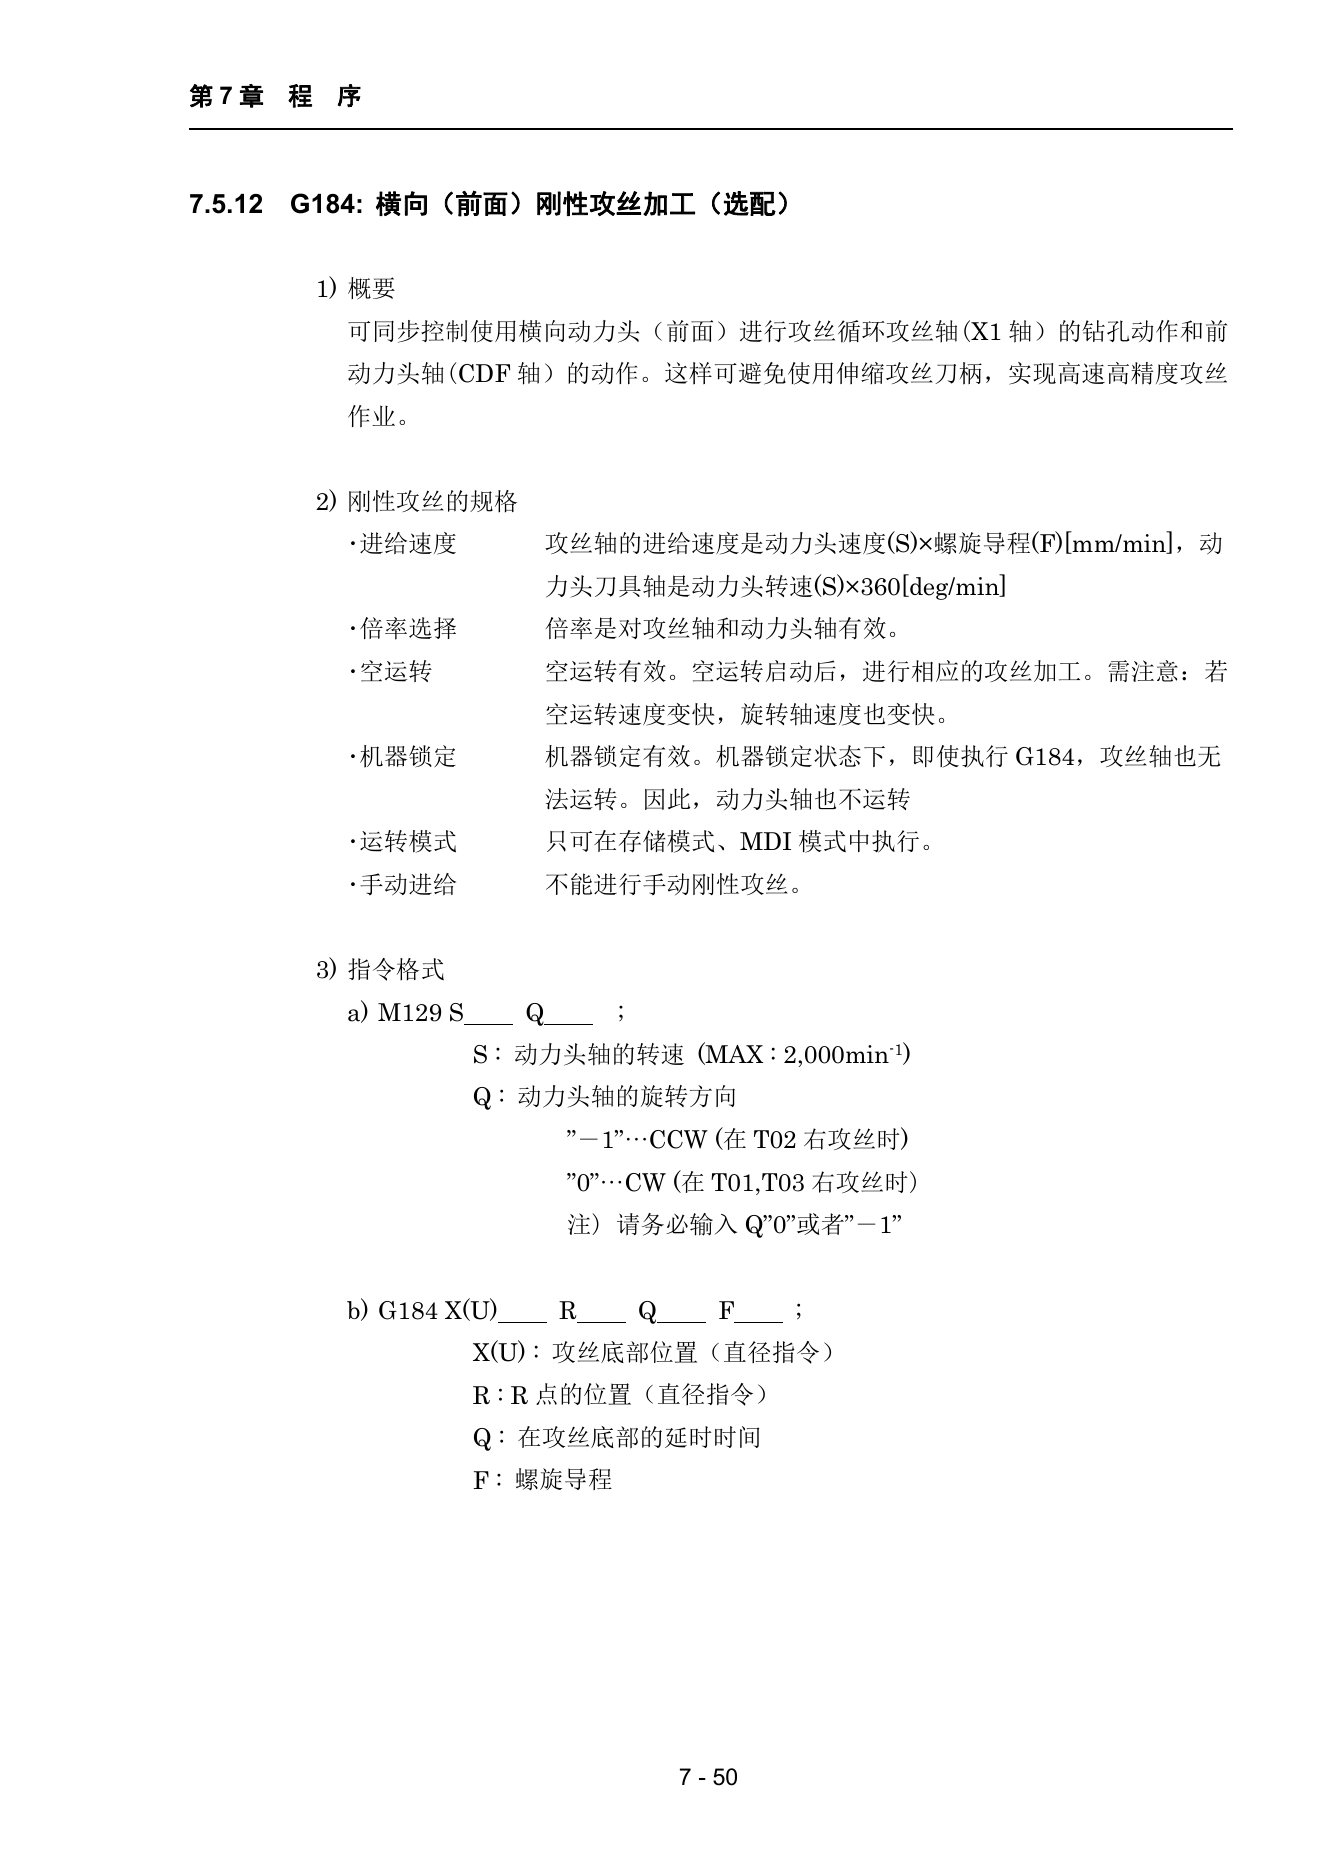 第 7 章　程　序
7.5.12 G184: 横向（前面）刚性攻丝加工（选配）
1) 概要
可同步控制使用横向动力头（前面）进行攻丝循环攻丝轴(X1 轴）的钻孔动作和前
动力头轴(CDF 轴）的动作。这样可避免使用伸缩攻丝刀柄，实现高速高精度攻丝
作业。
2) 刚性攻丝的规格
·进给速度 攻丝轴的进给速度是动力头速度(S)×螺旋导程(F)[mm/min]，动
力头刀具轴是动力头转速(S)×360[deg/min]
·倍率选择 倍率是对攻丝轴和动力头轴有效。
·空运转 空运转有效。空运转启动后，进行相应的攻丝加工。需注意：若
空运转速度变快，旋转轴速度也变快。
·机器锁定 机器锁定有效。机器锁定状态下，即使执行 G184，攻丝轴也无
法运转。因此，动力头轴也不运转
·运转模式 只可在存储模式、MDI 模式中执行。
·手动进给 不能进行手动刚性攻丝。
3) 指令格式
a) M129 S____ Q____ ；
S：动力头轴的转速 (MAX：2,000min-1)
Q：动力头轴的旋转方向
”－1”…CCW (在 T02 右攻丝时)
”0”…CW (在 T01,T03 右攻丝时）
注）请务必输入 Q”0”或者”－1”
b) G184 X(U)____ R____ Q____ F____ ；
X(U)：攻丝底部位置（直径指令）
R：R 点的位置（直径指令）
Q：在攻丝底部的延时时间
F：螺旋导程
7 - 50